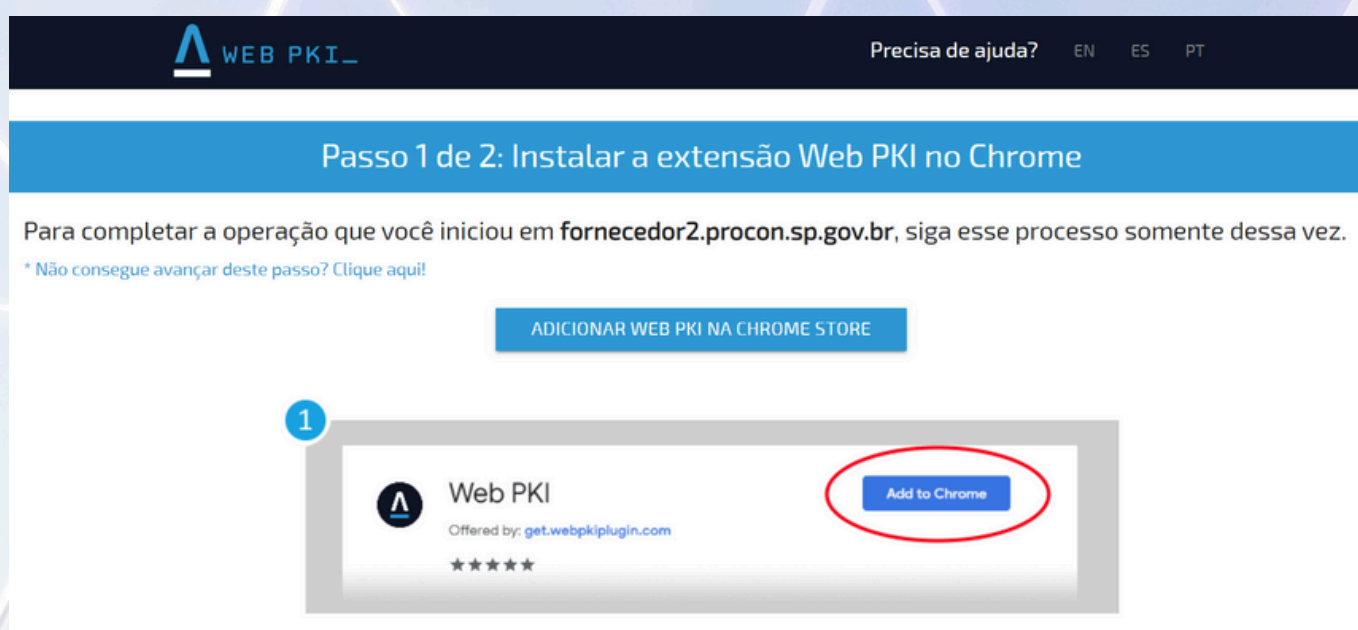 WEB PKI_
Precisa de ajuda? EN ES PT
Passo 1 de 2: Instalar a extensão Web PKI no Chrome
Para completar a operação que você iniciou em fornecedor2.procon.sp.gov.br, siga esse processo somente dessa vez.
* Não consegue avançar deste passo? Clique aqui!
ADICIONAR WEB PKI NA CHROME STORE
1
Web PKI
Add to Chrome
Offered by: get.webpkiplugin.com